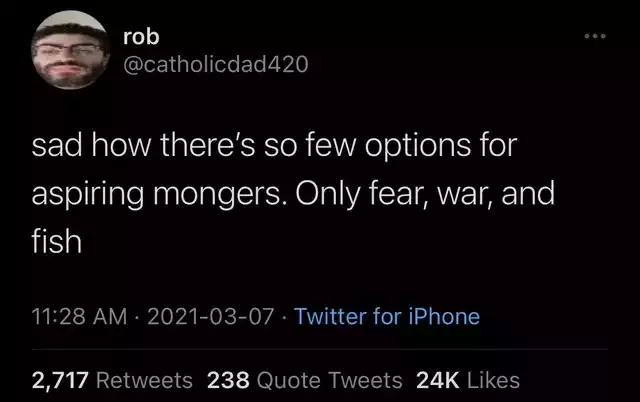 rob
@catholicdad420
sad how there's so few options for
aspiring mongers. Only fear, war, and
fish
11:28 AM · 2021-03-07 · Twitter for iPhone
2,717 Retweets 238 Quote Tweets 24K Likes